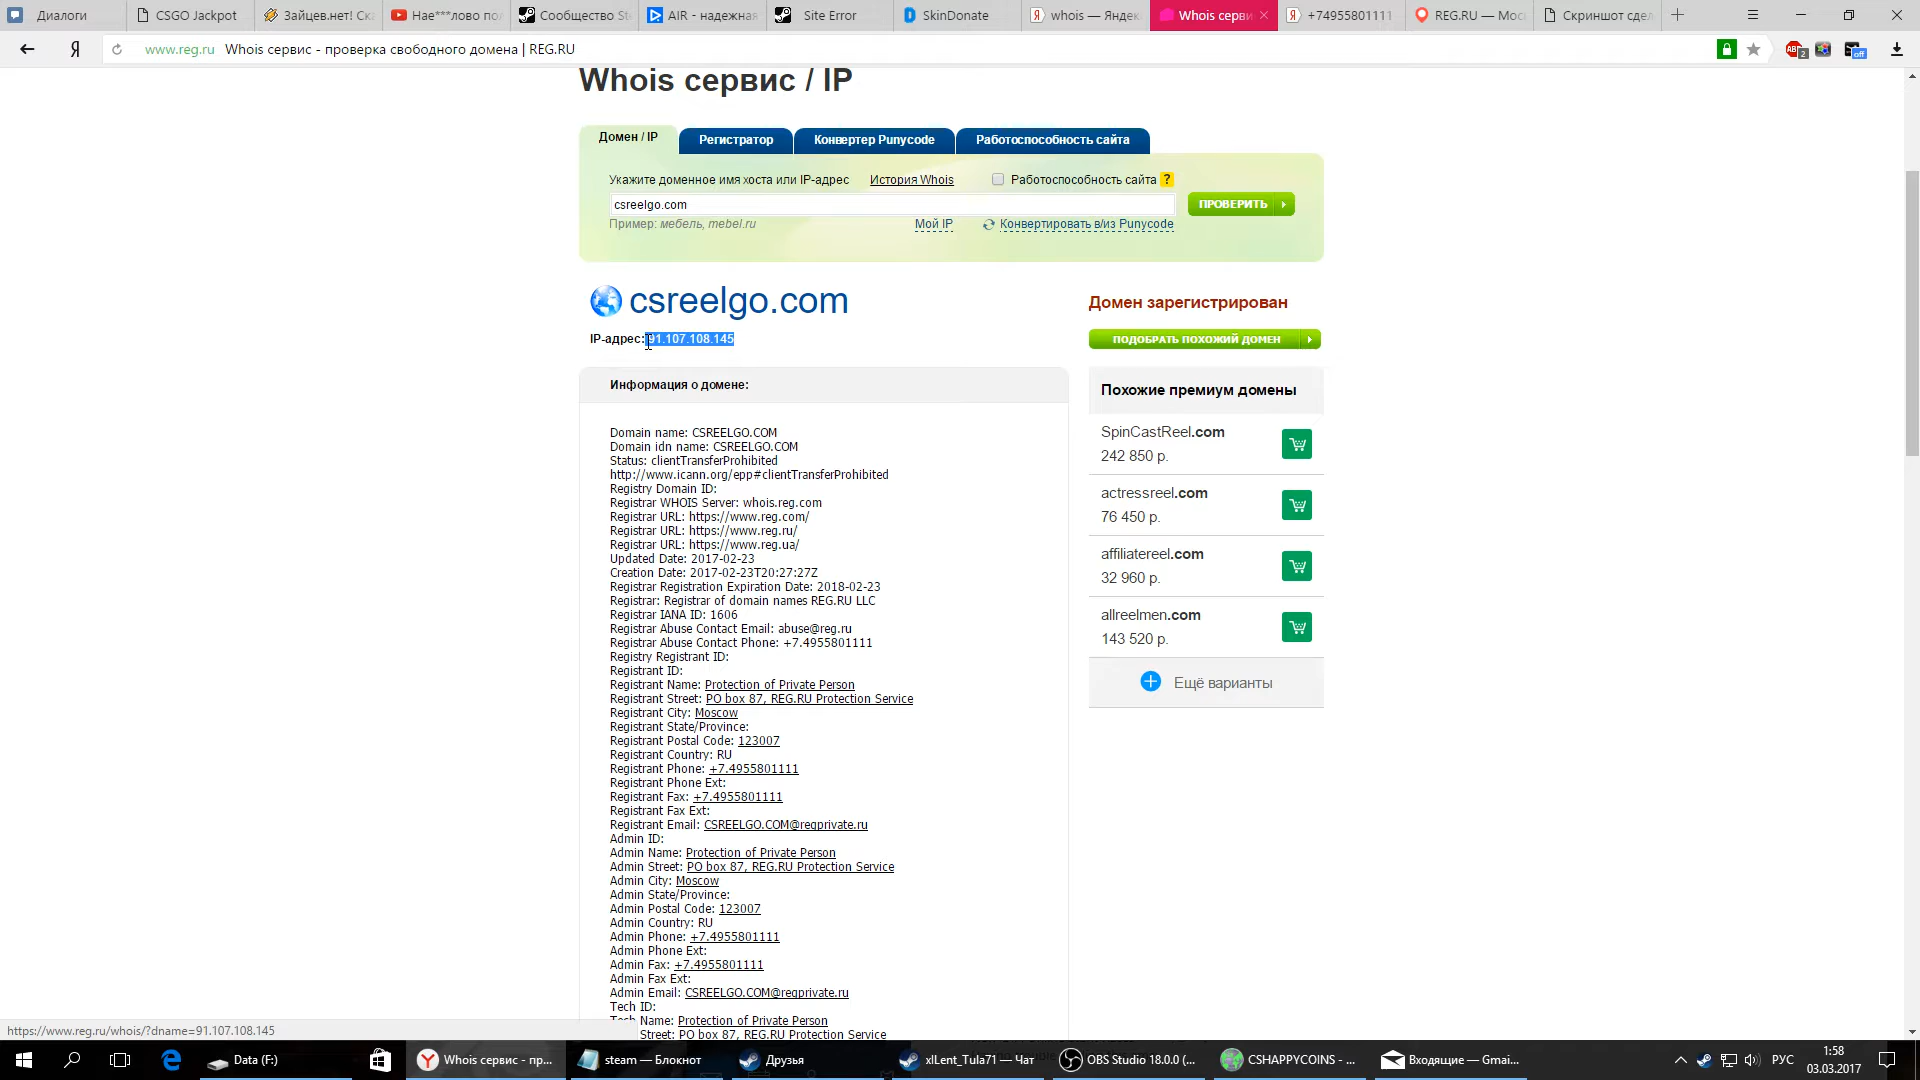 Диалоги
CSGO Jackpot
Зайцев.нет! Ска
Нае***лово по
Сообщество St
AIR - надежная
Site Error
SkinDonate
whois — Яндек
Whois серви
+74955801111
REG.RU — Мос
Скриншот сдел
www.reg.ru Whois сервис - проверка свободного домена | REG.RU
2
off
Whois сервис / IP
Домен / IP
Регистратор
Конвертер Punycode
Работоспособность сайта
Укажите доменное имя хоста или IP-адрес
История Whois
Работоспособность сайта ?
csreelgo.com
ПРОВЕРИТЬ
Пример: мебель, mebel.ru
Мой IP
Конвертировать в/из Punycode
csreelgo.com
IP-адрес: 91.107.108.145
Информация о домене:
Domain name: CSREELGO.COM
Domain idn name: CSREELGO.COM
Status: clientTransferProhibited
http://www.icann.org/epp#clientTransferProhibited
Registry Domain ID:
Registrar WHOIS Server: whois.reg.com
Registrar URL: https://www.reg.com/
Registrar URL: https://www.reg.ru/
Registrar URL: https://www.reg.ua/
Updated Date: 2017-02-23
Creation Date: 2017-02-23T20:27:27Z
Registrar Registration Expiration Date: 2018-02-23
Registrar: Registrar of domain names REG.RU LLC
Registrar IANA ID: 1606
Registrar Abuse Contact Email: abuse@reg.ru
Registrar Abuse Contact Phone: +7.4955801111
Registry Registrant ID:
Registrant ID:
Registrant Name: Protection of Private Person
Registrant Street: PO box 87, REG.RU Protection Service
Registrant City: Moscow
Registrant State/Province:
Registrant Postal Code: 123007
Registrant Country: RU
Registrant Phone: +7.4955801111
Registrant Phone Ext:
Registrant Fax: +7.4955801111
Registrant Fax Ext:
Registrant Email: CSREELGO.COM@regprivate.ru
Admin ID:
Admin Name: Protection of Private Person
Admin Street: PO box 87, REG.RU Protection Service
Admin City: Moscow
Admin State/Province:
Admin Postal Code: 123007
Admin Country: RU
Admin Phone: +7.4955801111
Admin Phone Ext:
Admin Fax: +7.4955801111
Admin Fax Ext:
Admin Email: CSREELGO.COM@regprivate.ru
Tech ID:
Tech Name: Protection of Private Person
Street: PO box 87, REG.RU Protection Service
Домен зарегистрирован
ПОДОБРАТЬ ПОХОЖИЙ ДОМЕН
Похожие премиум домены
SpinCastReel.com
242 850 р.
actressreel.com
76 450 р.
affiliatereel.com
32 960 р.
allreelmen.com
143 520 р.
Ещё варианты
https://www.reg.ru/whois/?dname=91.107.108.145
Data (F:)
Whois сервис - пр...
steam — Блокнот
Друзья
xlLent_Tula71 — Чат
OBS Studio 18.0.0 (...
CSHAPPYCOINS - ...
Входящие — Gmai...
РУС
1:58
03.03.2017